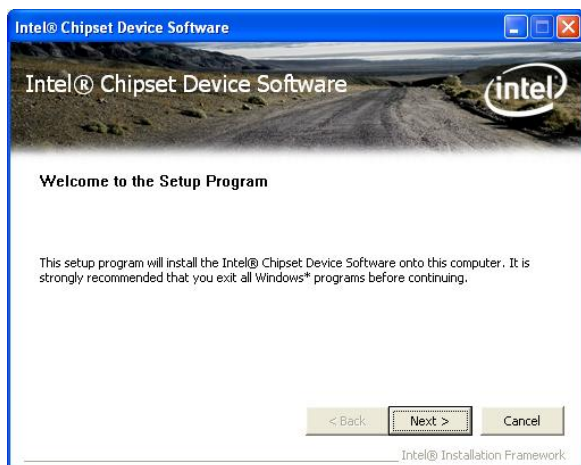 Intel® Chipset Device Software
Intel® Chipset Device Software
intel
Welcome to the Setup Program
This setup program will install the Intel® Chipset Device Software onto this computer. It is
strongly recommended that you exit all Windows* programs before continuing.
< Back Next > Cancel
Intel® Installation Framework